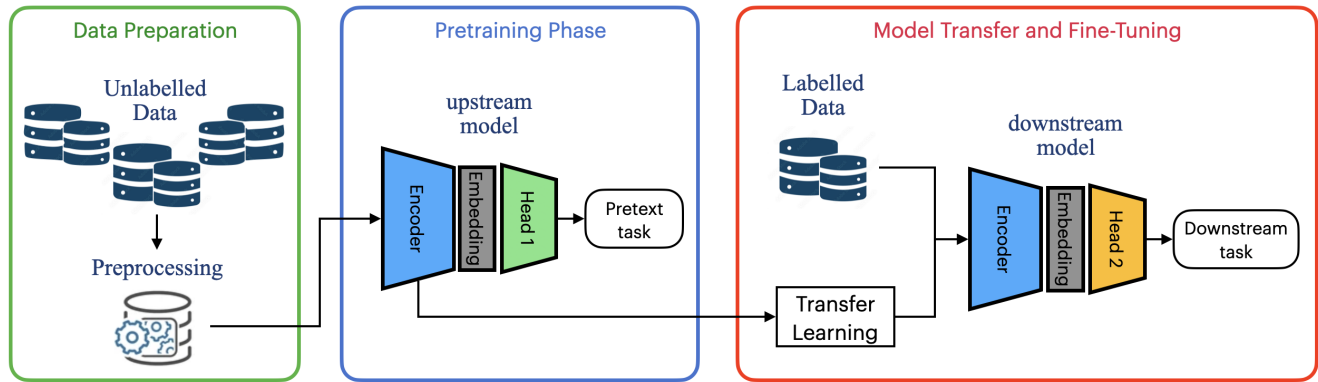 Data Preparation
Unlabelled
Data
Preprocessing
Pretraining Phase
upstream
model
Encoder
Embedding
Head 1
Pretext
task
Model Transfer and Fine-Tuning
Labelled
Data
Transfer
Learning
downstream
model
Encoder
Embedding
Head 2
Downstream
task